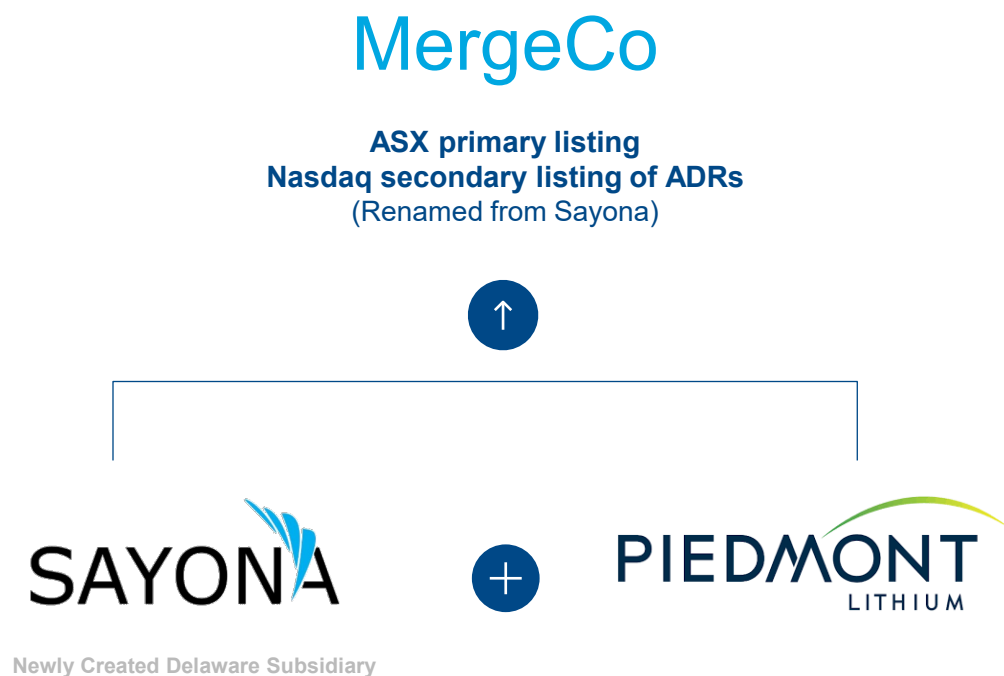 MergeCo
ASX primary listing
Nasdaq secondary listing of ADRs
(Renamed from Sayona)
SAYONA
PIEDMONT
LITHIUM
Newly Created Delaware Subsidiary